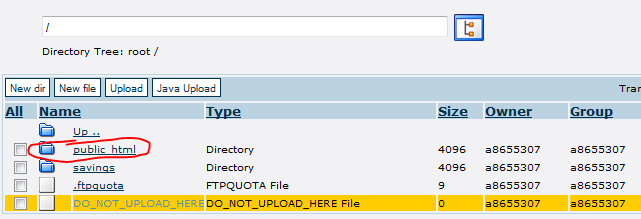 /
Directory Tree: root /
New dir New file Upload Java Upload Tran
All Name Type Size Owner Group
Up ..
public_html Directory 4096 a8655307 a8655307
savings Directory 4096 a8655307 a8655307
.ftpquota FTPQUOTA File 9 a8655307 a8655307
DO_NOT_UPLOAD_HERE DO_NOT_UPLOAD_HERE File 0 a8655307 a8655307